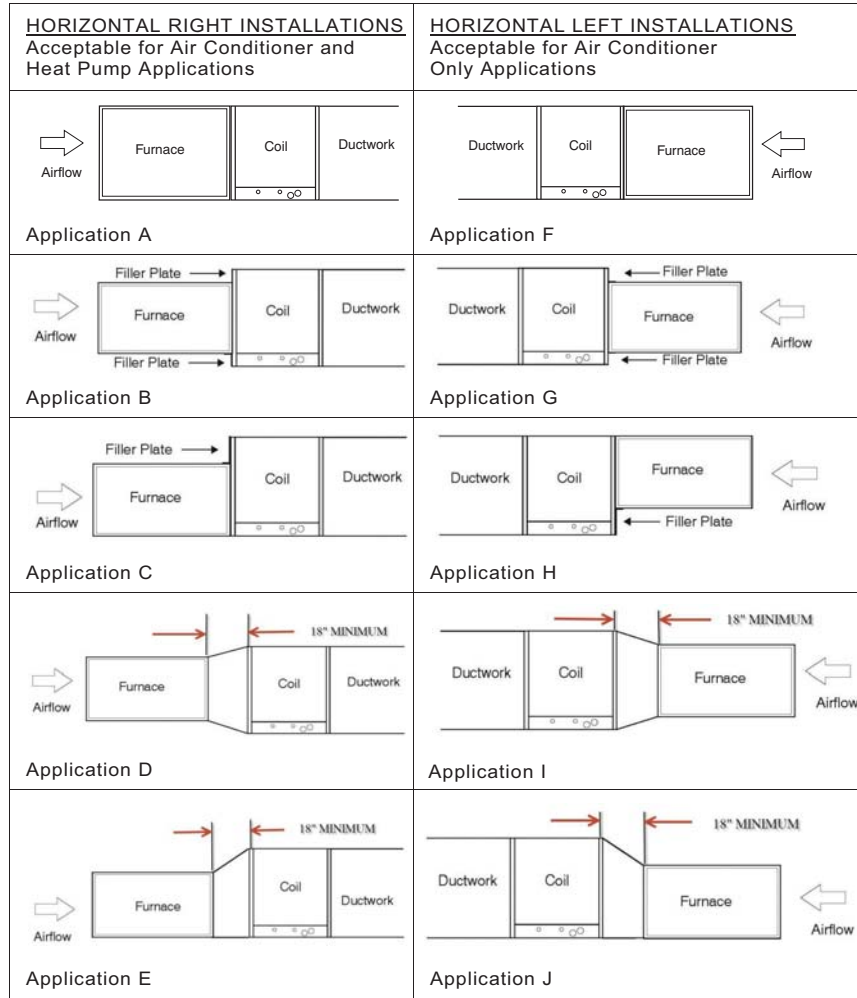 HORIZONTAL RIGHT INSTALLATIONS
Acceptable for Air Conditioner and
Heat Pump Applications
HORIZONTAL LEFT INSTALLATIONS
Acceptable for Air Conditioner
Only Applications
Airflow
Furnace
Coil
Ductwork
Application A
Ductwork
Coil
Furnace
Airflow
Application F
Filler Plate
Airflow
Furnace
Coil
Ductwork
Filler Plate
Application B
Filler Plate
Ductwork
Coil
Furnace
Airflow
Filler Plate
Application G
Filler Plate
Airflow
Furnace
Coil
Ductwork
Application C
Ductwork
Coil
Furnace
Airflow
Filler Plate
Application H
18" MINIMUM
Airflow
Furnace
Coil
Ductwork
Application D
18" MINIMUM
Ductwork
Coil
Furnace
Airflow
Application I
18" MINIMUM
Airflow
Furnace
Coil
Ductwork
Application E
18" MINIMUM
Ductwork
Coil
Furnace
Airflow
Application J